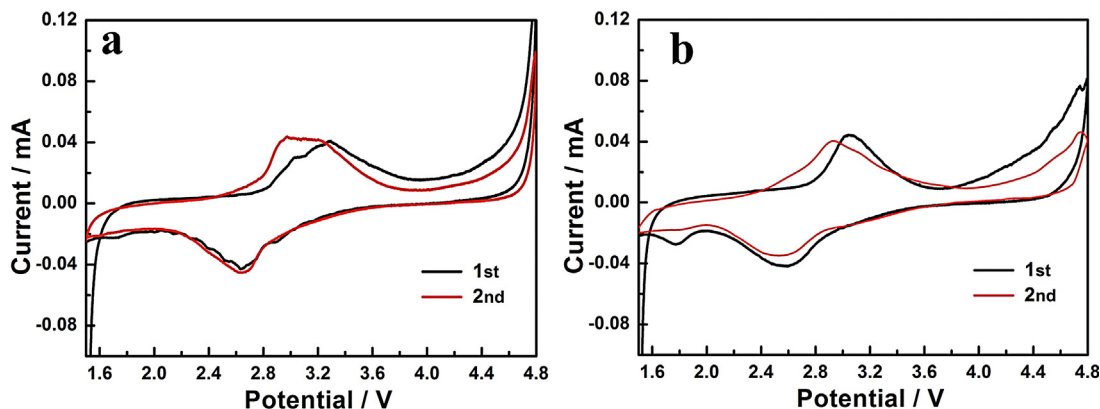 a
Current / mA
0.12
0.08
0.04
0.00
-0.04
-0.08
1st
2nd
1.6 2.0 2.4 2.8 3.2 3.6 4.0 4.4 4.8
Potential / V
b
Current / mA
0.12
0.08
0.04
0.00
-0.04
-0.08
1st
2nd
1.6 2.0 2.4 2.8 3.2 3.6 4.0 4.4 4.8
Potential / V